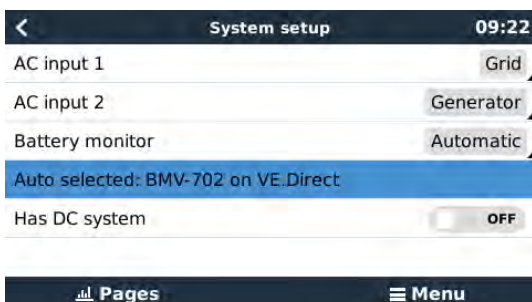 System setup 09:22
AC input 1 Grid
AC input 2 Generator
Battery monitor Automatic
Auto selected: BMV-702 on VE.Direct
Has DC system OFF
Pages Menu